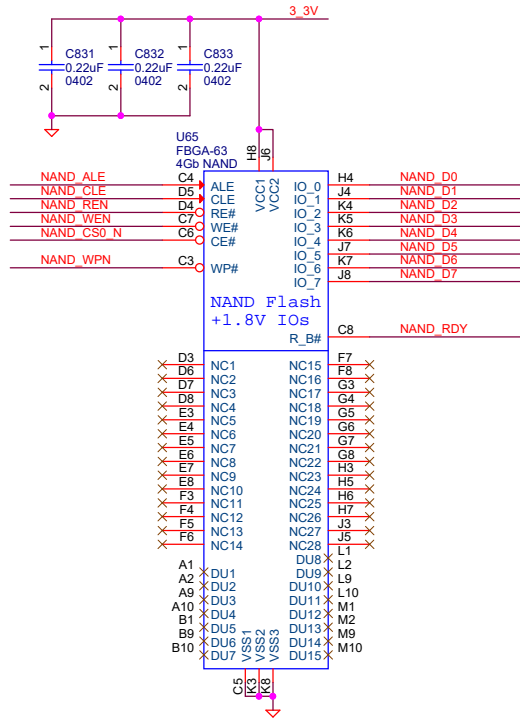 3_3V
1 1 1
C831 C832 C833
0.22uF 0.22uF 0.22uF
0402 0402 0402
2 2 2
U65
FBGA-63
4Gb NAND
H8 J6
VCC1 VCC2
NAND_ALE C4 ALE IO_0 H4 NAND_D0
NAND_CLE D5 CLE IO_1 J4 NAND_D1
NAND_REN D4 RE# IO_2 K4 NAND_D2
NAND_WEN C7 WE# IO_3 K5 NAND_D3
NAND_CS0_N C6 CE# IO_4 K6 NAND_D4
IO_5 J7 NAND_D5
NAND_WPN C3 WP# IO_6 K7 NAND_D6
IO_7 J8 NAND_D7
NAND Flash
+1.8V IOs
R_B# C8 NAND_RDY
D3 NC1 NC15 F7
D6 NC2 NC16 F8
D7 NC3 NC17 G3
D8 NC4 NC18 G4
E3 NC5 NC19 G5
E4 NC6 NC20 G6
E5 NC7 NC21 G7
E6 NC8 NC22 G8
E7 NC9 NC23 H3
E8 NC10 NC24 H5
F3 NC11 NC25 H6
F4 NC12 NC26 H7
F5 NC13 NC27 J3
F6 NC14 NC28 J5
DU8 L1
A1 DU1 DU9 L2
A2 DU2 DU10 L9
A9 DU3 DU11 L10
A10 DU4 DU12 M1
B1 DU5 DU13 M2
B9 DU6 DU14 M9
B10 DU7 DU15 M10
VSS1 VSS2 VSS3
C5 K3 K8